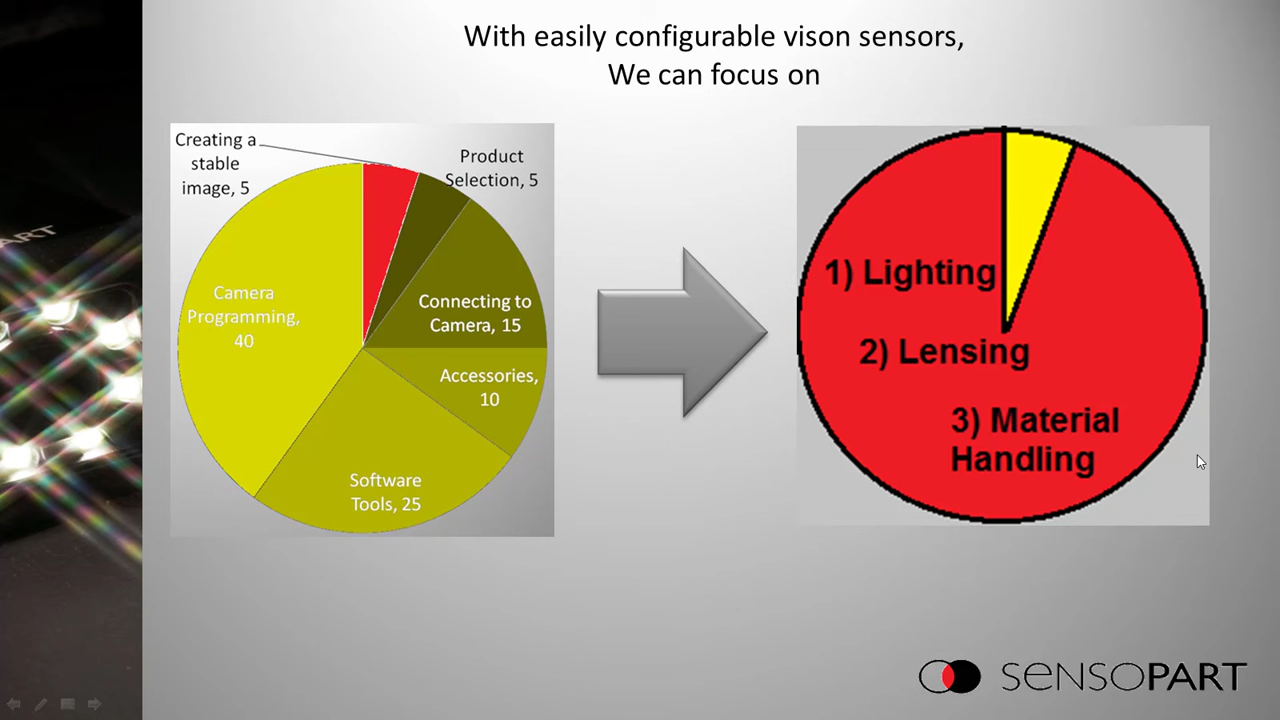 With easily configurable vison sensors,
We can focus on
Creating a
stable
image, 5
Product
Selection, 5
Camera
Programming,
40
Connecting to
Camera, 15
Accessories,
10
Software
Tools, 25
1) Lighting
2) Lensing
3) Material
Handling
ART
SENSOPART